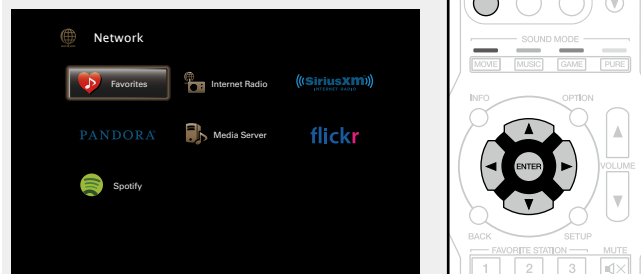 Network
Favorites Internet Radio ((SiriusXM))
INTERNET RADIO
PANDORA Media Server flickr
Spotify
SOUND MODE
MOVIE MUSIC GAME PURE
INFO OPTION
ENTER
VOLUME
BACK SETUP
FAVORITE STATION MUTE
1 2 3